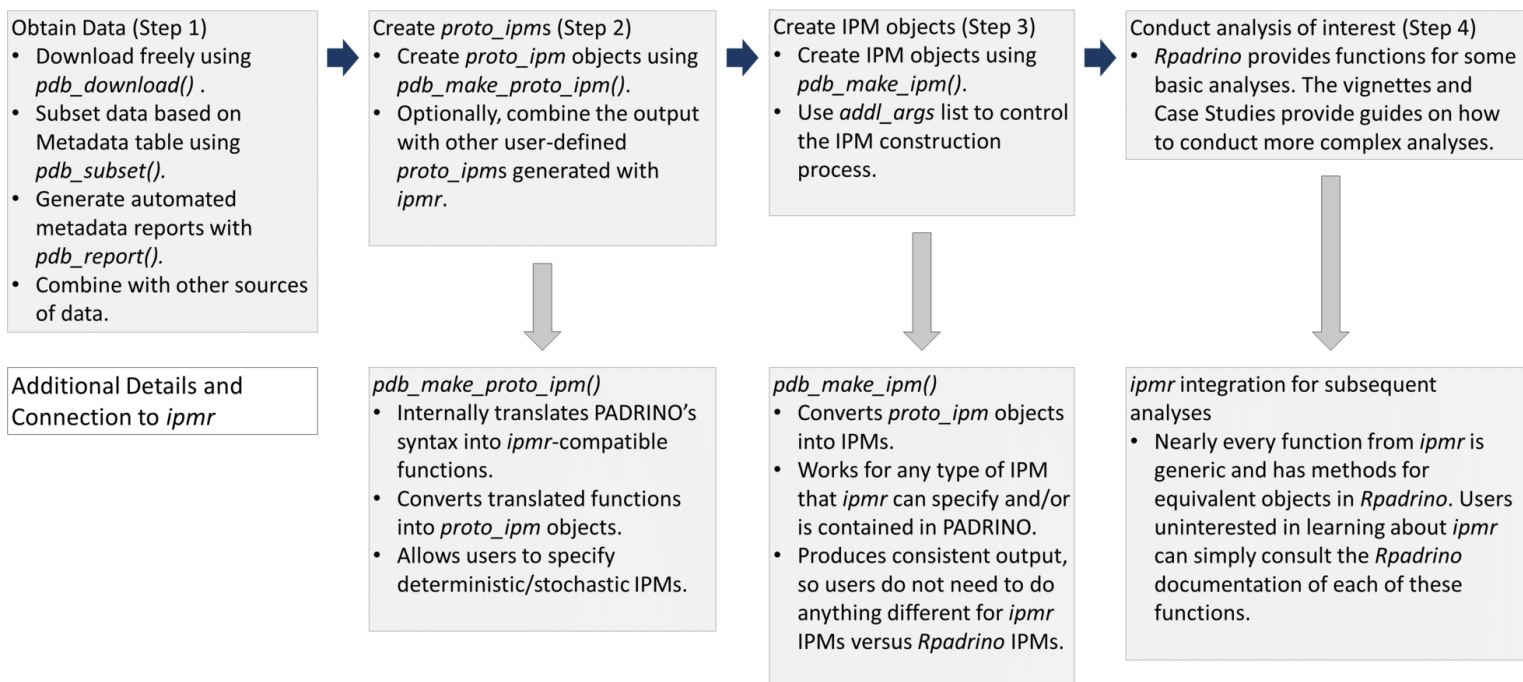 Obtain Data (Step 1)
• Download freely using
pdb_download() .
• Subset data based on
Metadata table using
pdb_subset().
• Generate automated
metadata reports with
pdb_report().
• Combine with other sources
of data.
Create proto_ipms (Step 2)
• Create proto_ipm objects using
pdb_make_proto_ipm().
• Optionally, combine the output
with other user-defined
proto_ipms generated with
ipmr.
Create IPM objects (Step 3)
• Create IPM objects using
pdb_make_ipm().
• Use addl_args list to control
the IPM construction
process.
Conduct analysis of interest (Step 4)
• Rpadrino provides functions for some
basic analyses. The vignettes and
Case Studies provide guides on how
to conduct more complex analyses.
Additional Details and
Connection to ipmr
pdb_make_proto_ipm()
• Internally translates PADRINO’s
syntax into ipmr-compatible
functions.
• Converts translated functions
into proto_ipm objects.
• Allows users to specify
deterministic/stochastic IPMs.
pdb_make_ipm()
• Converts proto_ipm objects
into IPMs.
• Works for any type of IPM
that ipmr can specify and/or
is contained in PADRINO.
• Produces consistent output,
so users do not need to do
anything different for ipmr
IPMs versus Rpadrino IPMs.
ipmr integration for subsequent
analyses
• Nearly every function from ipmr is
generic and has methods for
equivalent objects in Rpadrino. Users
uninterested in learning about ipmr
can simply consult the Rpadrino
documentation of each of these
functions.